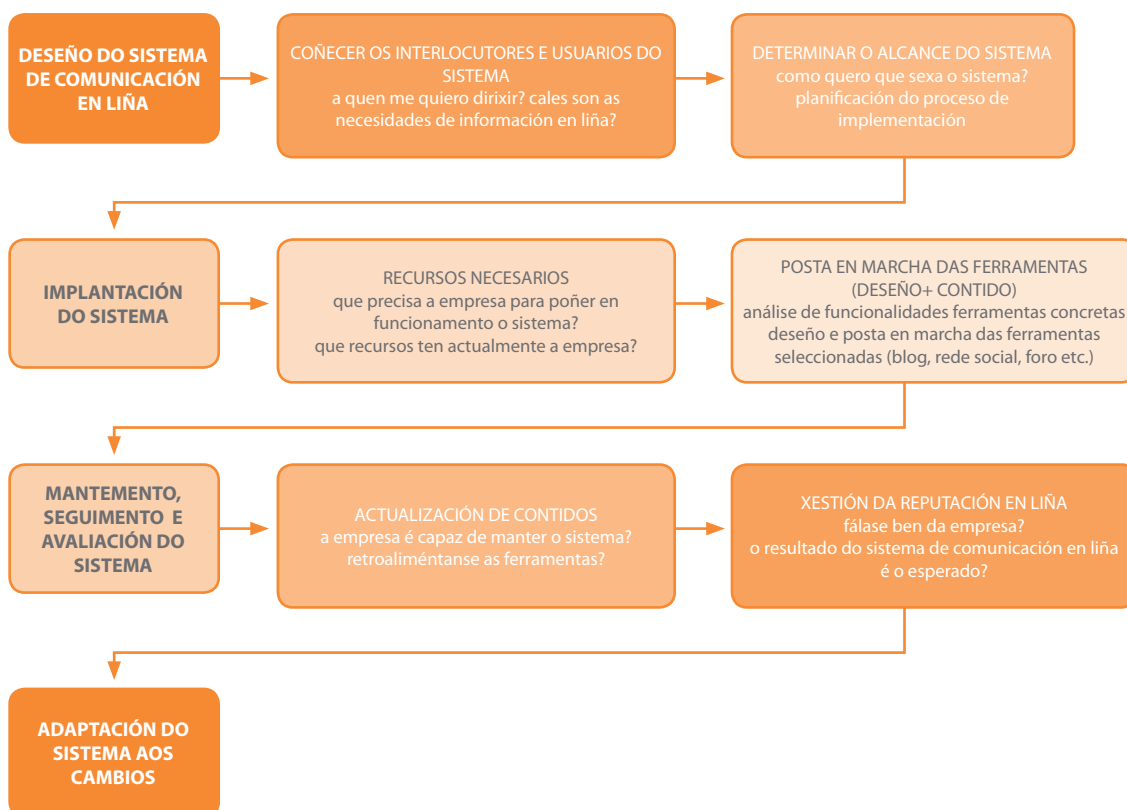 DESEÑO DO SISTEMA
DE COMUNICACIÓN
EN LIÑA
COÑECER OS INTERLOCUTORES E USUARIOS DO
SISTEMA
a quen me quiero dirixir? cales son as
necesidades de información en liña?
DETERMINAR O ALCANCE DO SISTEMA
como quero que sexa o sistema?
planificación do proceso de
implementación
IMPLANTACIÓN
DO SISTEMA
RECURSOS NECESARIOS
que precisa a empresa para poñer en
funcionamento o sistema?
que recursos ten actualmente a empresa?
POSTA EN MARCHA DAS FERRAMENTAS
(DESEÑO+ CONTIDO)
análise de funcionalidades ferramentas concretas
deseño e posta en marcha das ferramentas
seleccionadas (blog, rede social, foro etc.)
MANTEMENTO,
SEGUIMENTO E
AVALIACIÓN DO
SISTEMA
ACTUALIZACIÓN DE CONTIDOS
a empresa é capaz de manter o sistema?
retroaliméntanse as ferramentas?
XESTIÓN DA REPUTACIÓN EN LIÑA
fálase ben da empresa?
o resultado do sistema de comunicación en liña
é o esperado?
ADAPTACIÓN DO
SISTEMA AOS
CAMBIOS